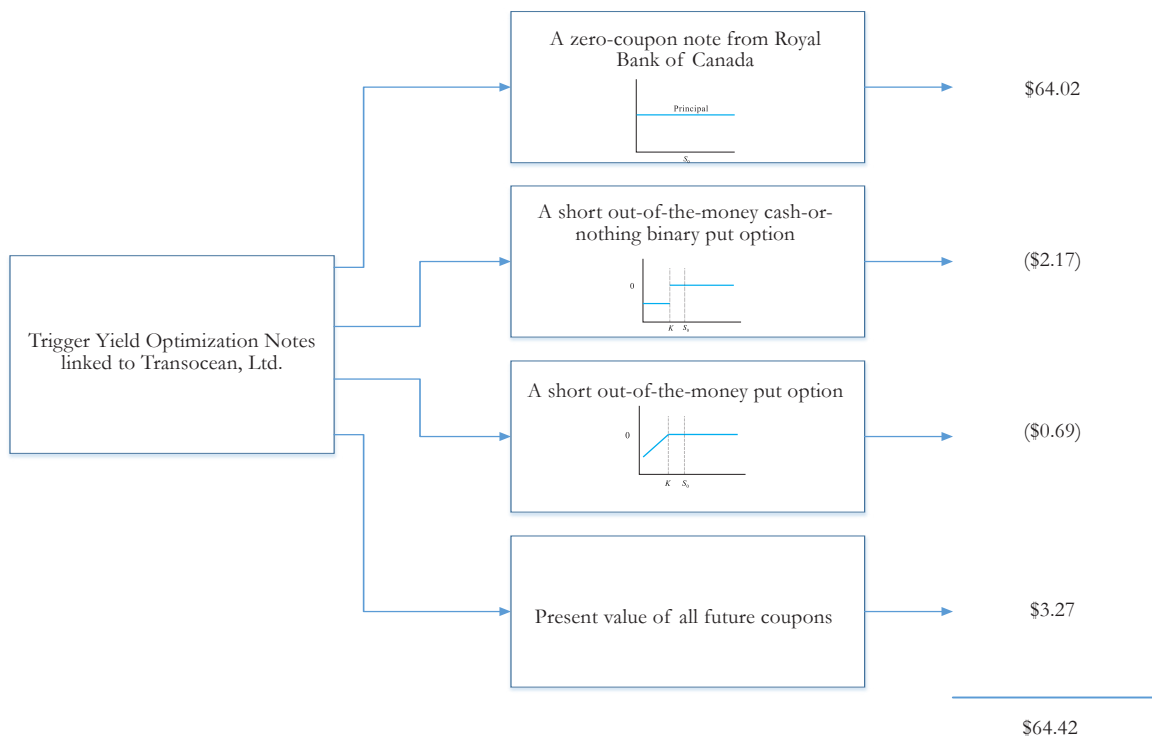 A zero-coupon note from Royal
Bank of Canada
Principal
S₀
$64.02
A short out-of-the-money cash-or-
nothing binary put option
0
K S₀
($2.17)
Trigger Yield Optimization Notes
linked to Transocean, Ltd.
A short out-of-the-money put option
0
K S₀
($0.69)
Present value of all future coupons
$3.27
$64.42